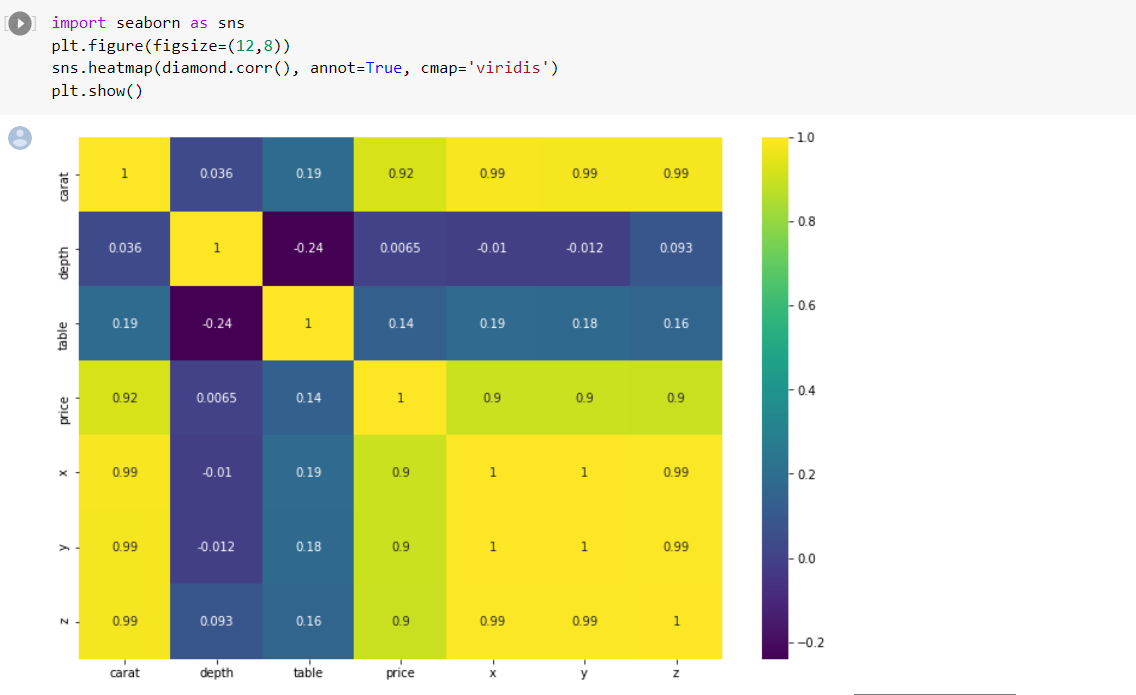 import seaborn as sns
plt.figure(figsize=(12,8))
sns.heatmap(diamond.corr(), annot=True, cmap='viridis')
plt.show()
1.0
carat 1 0.036 0.19 0.92 0.99 0.99 0.99
0.8
depth 0.036 1 -0.24 0.0065 -0.01 -0.012 0.093
0.6
table 0.19 -0.24 1 0.14 0.19 0.18 0.16
0.4
price 0.92 0.0065 0.14 1 0.9 0.9 0.9
x 0.99 -0.01 0.19 0.9 1 1 0.99
0.2
y 0.99 -0.012 0.18 0.9 1 1 0.99
0.0
z 0.99 0.093 0.16 0.9 0.99 0.99 1
−0.2
carat depth table price x y z